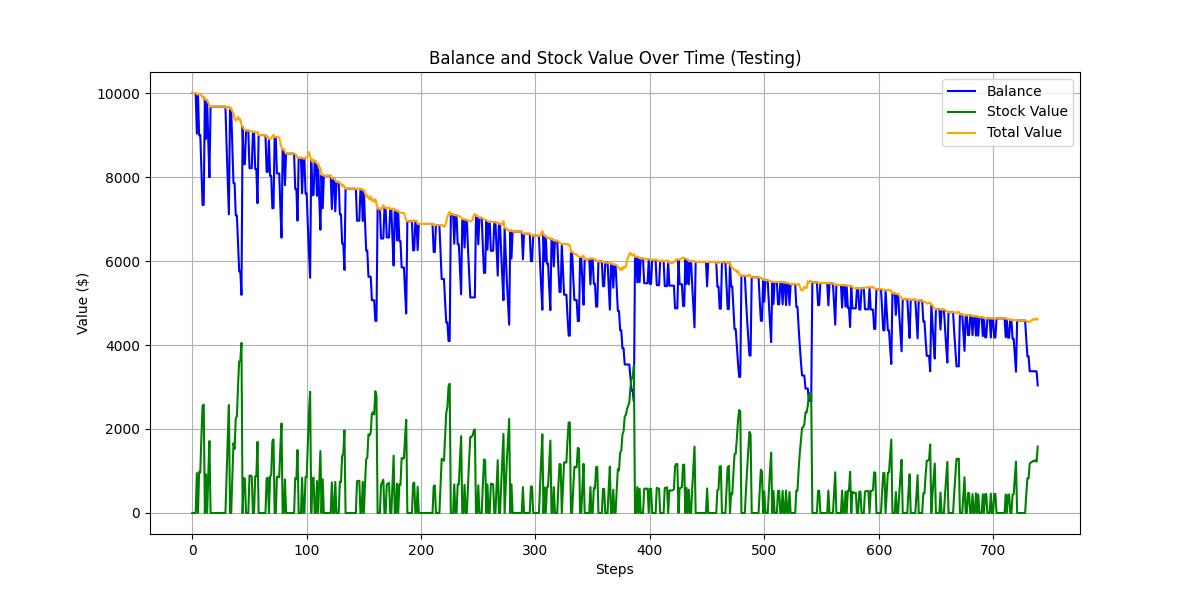 Balance and Stock Value Over Time (Testing)
Balance
Stock Value
Total Value
Value ($)
10000
8000
6000
4000
2000
0
0 100 200 300 400 500 600 700
Steps